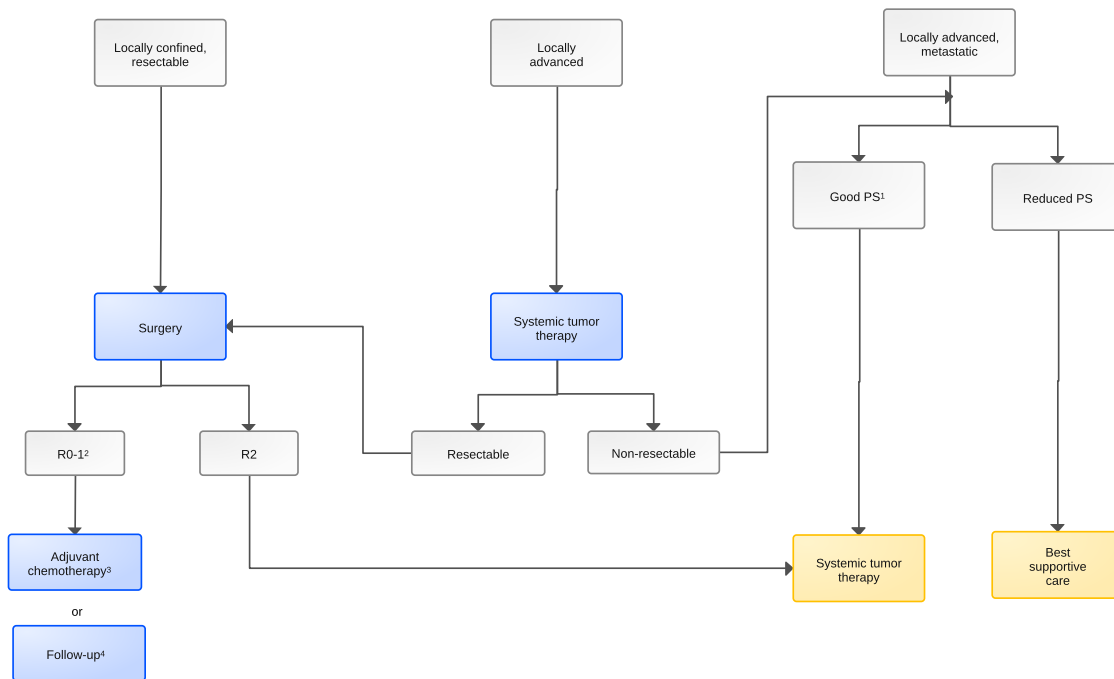 Locally confined,
resectable
Locally
advanced
Locally advanced,
metastatic
Good PS¹
Reduced PS
Surgery
Systemic tumor
therapy
R0-1²
R2
Resectable
Non-resectable
Adjuvant
chemotherapy³
or
Follow-up⁴
Systemic tumor
therapy
Best
supportive
care